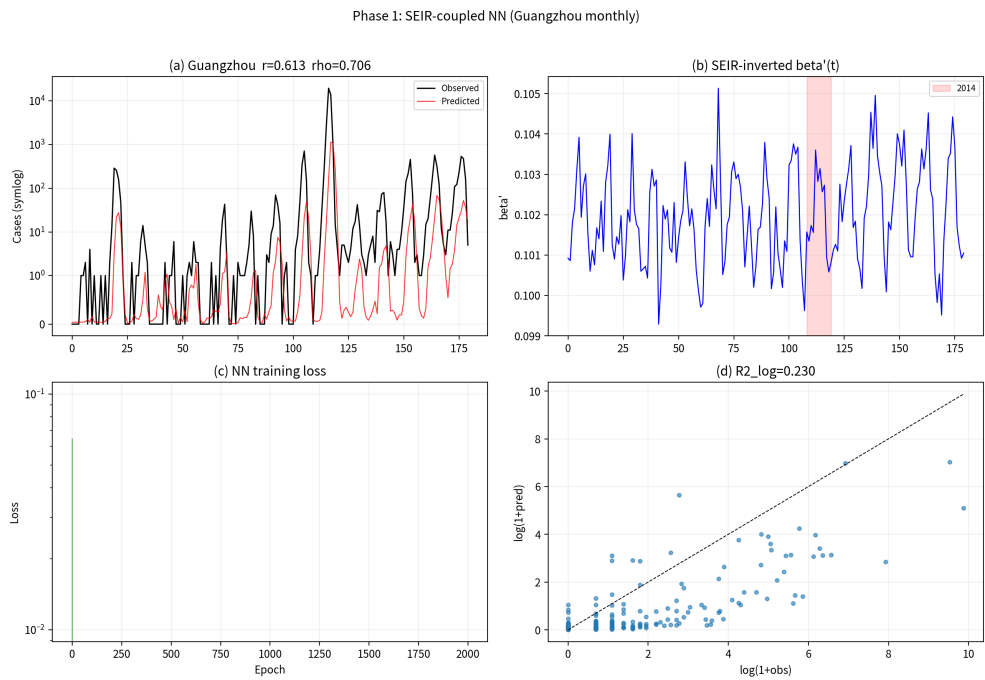 Phase 1: SEIR-coupled NN (Guangzhou monthly)
(a) Guangzhou r=0.613 rho=0.706
Observed
Predicted
Cases (symlog)
10^4
10^3
10^2
10^1
10^0
0
0 25 50 75 100 125 150 175
(b) SEIR-inverted beta'(t)
2014
beta'
0.105
0.104
0.103
0.102
0.101
0.100
0.099
0 25 50 75 100 125 150 175
(c) NN training loss
Loss
10^-1
10^-2
0 250 500 750 1000 1250 1500 1750 2000
Epoch
(d) R2_log=0.230
log(1+pred)
10
8
6
4
2
0
0 2 4 6 8 10
log(1+obs)